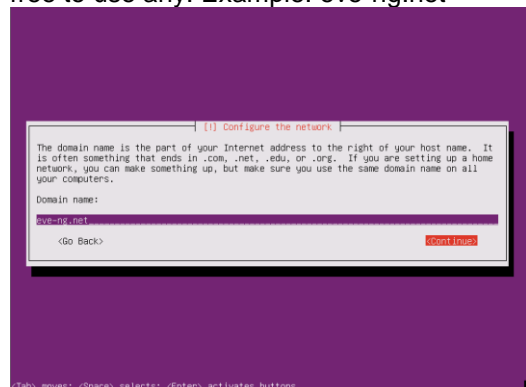 free to use any. Example: eve-ng.net
[!] Configure the network
The domain name is the part of your Internet address to the right of your host name.  It
is often something that ends in .com, .net, .edu, or .org.  If you are setting up a home
network, you can make something up, but make sure you use the same domain name on all
your computers.
Domain name:
eve-ng.net
<Go Back>
<Continue>
<Tab> moves; <Space> selects; <Enter> activates buttons